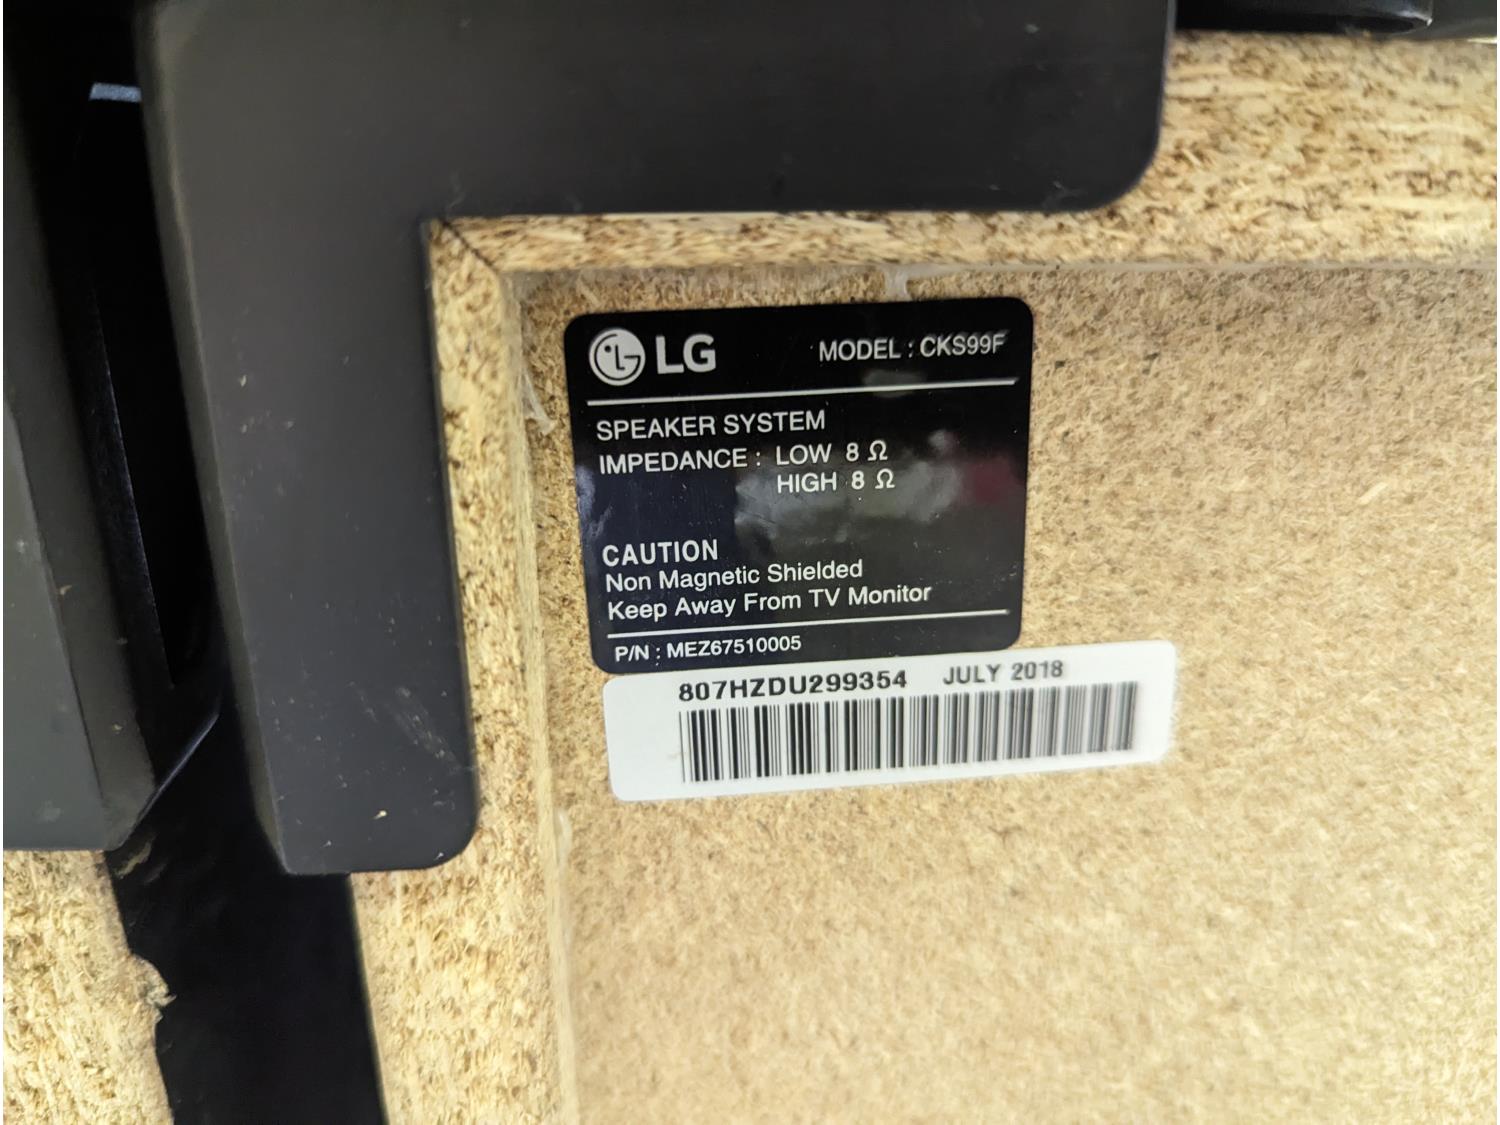 LG MODEL : CKS99F
SPEAKER SYSTEM
IMPEDANCE : LOW 8 Ω
HIGH 8 Ω
CAUTION
Non Magnetic Shielded
Keep Away From TV Monitor
P/N : MEZ67510005
807HZDU299354 JULY 2018